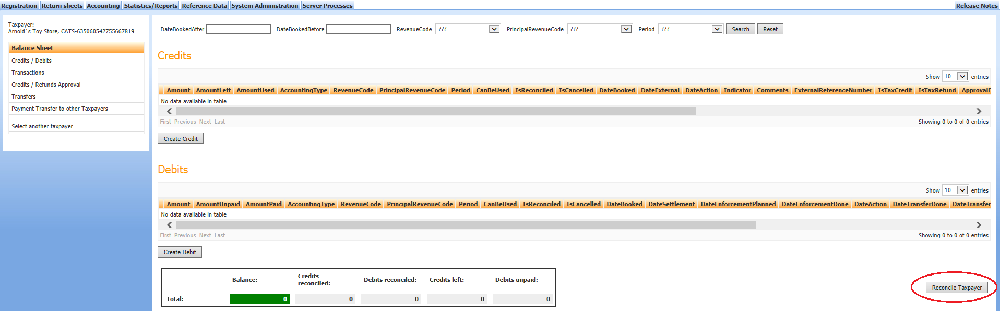 Registration Return sheets Accounting Statistics/Reports Reference Data System Administration Server Processes Release Notes
Taxpayer:
Arnold´s Toy Store, CATS-635060542755667819
Balance Sheet
Credits / Debits
Transactions
Credits / Refunds Approval
Transfers
Payment Transfer to other Taxpayers
Select another taxpayer
DateBookedAfter DateBookedBefore RevenueCode ??? PrincipalRevenueCode ??? Period ??? Search Reset
Credits
Show 10 entries
Amount AmountLeft AmountUsed AccountingType RevenueCode PrincipalRevenueCode Period CanBeUsed IsReconciled IsCancelled DateBooked DateExternal DateAction Indicator Comments ExternalReferenceNumber IsTaxCredit IsTaxRefund ApprovalE
No data available in table
First Previous Next Last Showing 0 to 0 of 0 entries
Create Credit
Debits
Show 10 entries
Amount AmountUnpaid AmountPaid AccountingType RevenueCode PrincipalRevenueCode Period CanBeUsed IsReconciled IsCancelled DateBooked DateSettlement DateEnforcementPlanned DateEnforcementDone DateAction DateTransferDone DateTransfer
No data available in table
First Previous Next Last Showing 0 to 0 of 0 entries
Create Debit
Balance: Credits reconciled: Debits reconciled: Credits left: Debits unpaid:
Total: 0 0 0 0 0
Reconcile Taxpayer